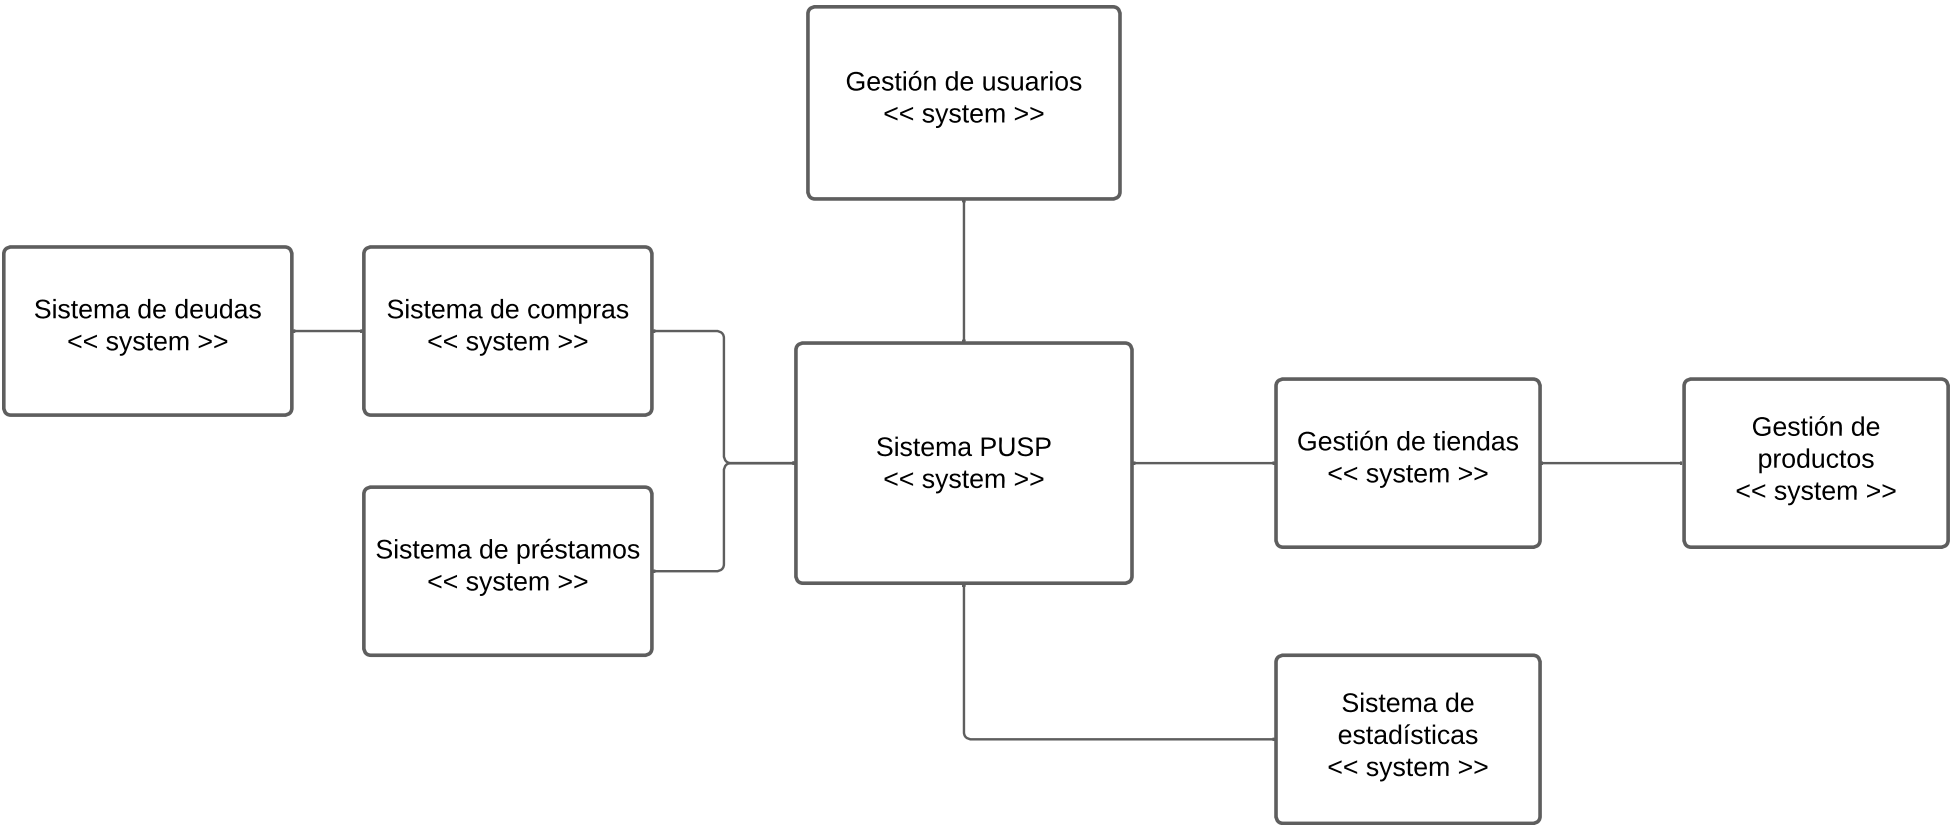 Gestión de usuarios
<< system >>
Sistema de deudas
<< system >>
Sistema de compras
<< system >>
Sistema PUSP
<< system >>
Gestión de tiendas
<< system >>
Gestión de
productos
<< system >>
Sistema de préstamos
<< system >>
Sistema de
estadísticas
<< system >>